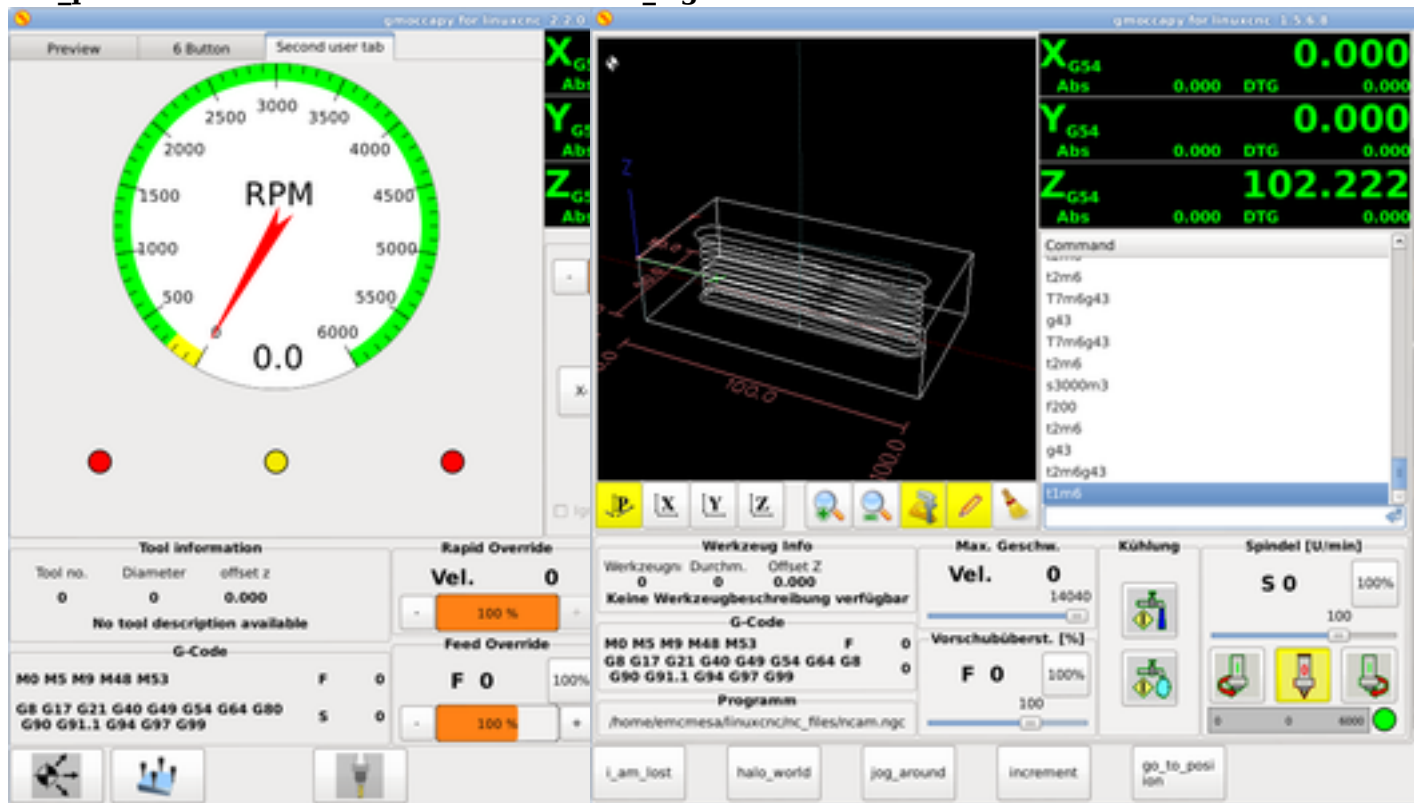 gmoccapy for linuxcnc 2.2.0
Preview
6 Button
Second user tab
0
500
1000
1500
2000
2500
3000
3500
4000
4500
5000
5500
6000
RPM
0.0
X
Abs
Y
Abs
Z
Abs
-
X-
Tool information
Tool no. Diameter offset z
0 0 0.000
No tool description available
G-Code
M0 M5 M9 M48 M53 F 0
G8 G17 G21 G40 G49 G54 G64 G80
G90 G91.1 G94 G97 G99
S 0
Rapid Override
Vel. 0
- 100 % +
Feed Override
F 0 100%
- 100 % +
gmoccapy for linuxcnc 1.5.6.8
Z
100.0
100.0
P X Y Z
X G54 0.000
Abs 0.000 DTG 0.000
Y G54 0.000
Abs 0.000 DTG 0.000
Z G54 102.222
Abs 0.000 DTG 0.000
Command
t2m6
T7m6g43
g43
T7m6g43
t2m6
s3000m3
f200
t2m6
g43
t2m6g43
t1m6
Werkzeug Info
Durchm. Offset Z
0 0 0.000
Keine Werkzeugbeschreibung verfügbar
G-Code
M0 M5 M9 M48 M53 F 0
G8 G17 G21 G40 G49 G54 G64 G8
G90 G91.1 G94 G97 G99
0
Programm
/home/emcmesa/linuxcnc/nc_files/ncam.ngc
Max. Geschw.
Vel. 0
14040
Vorschubüberst. [%]
F 0 100%
100
Kühlung
Spindel [U/min]
S 0 100%
100
0 0 6000
i_am_lost
halo_world
jog_around
increment
go_to_posi
ion